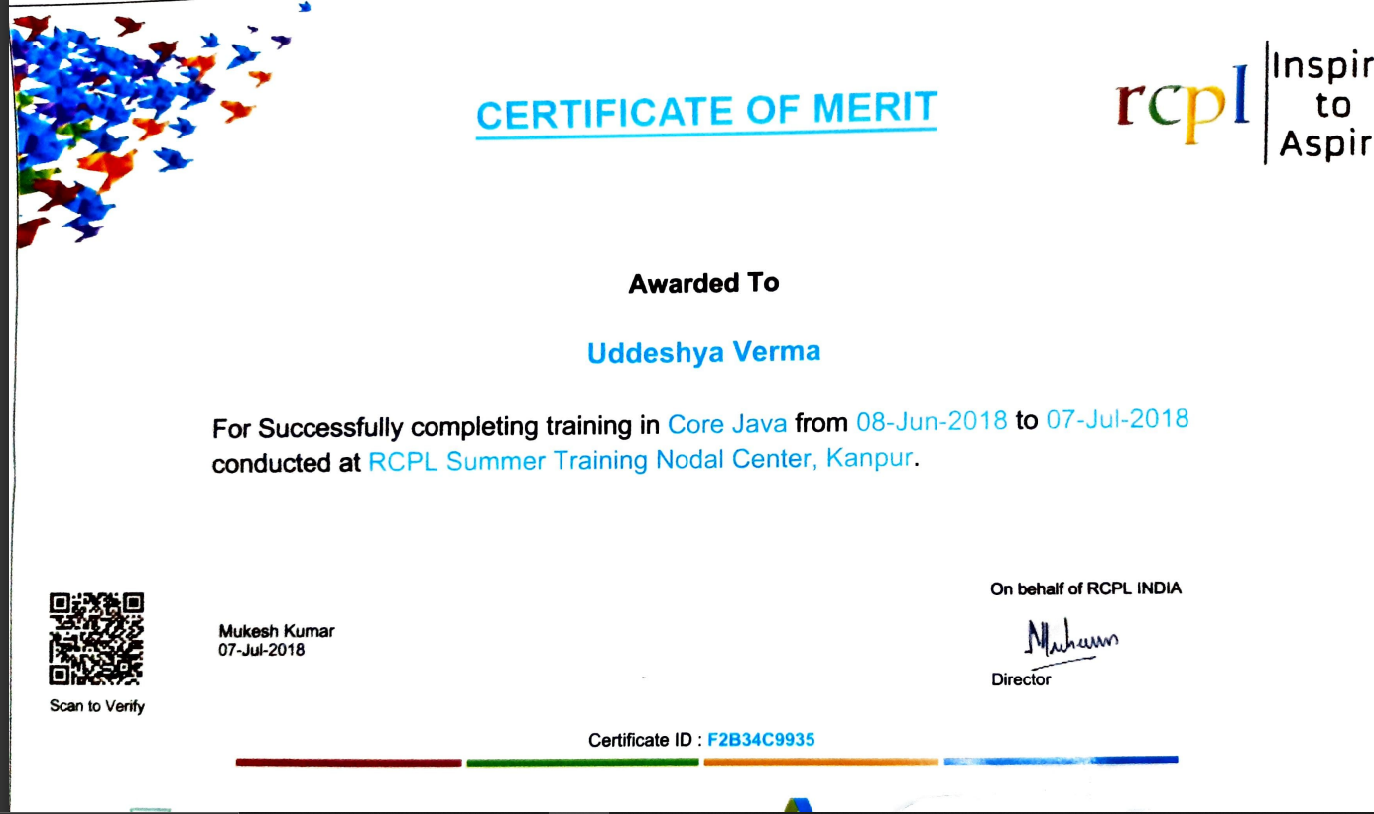 CERTIFICATE OF MERIT
rcpl
Inspir
to
Aspir
Awarded To
Uddeshya Verma
For Successfully completing training in Core Java from 08-Jun-2018 to 07-Jul-2018
conducted at RCPL Summer Training Nodal Center, Kanpur.
On behalf of RCPL INDIA
Mukesh Kumar
07-Jul-2018
Director
Scan to Verify
Certificate ID : F2B34C9935